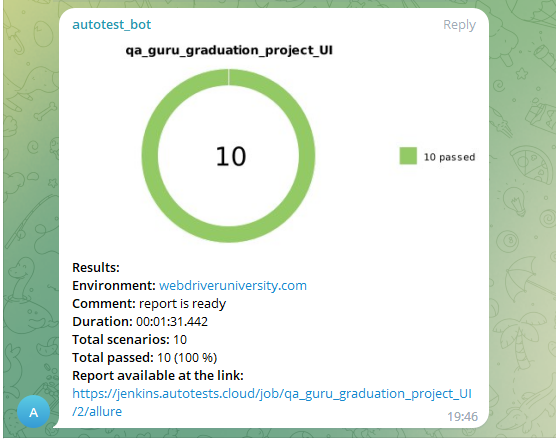 autotest_bot
Reply
qa_guru_graduation_project_UI
10
10 passed
Results:
Environment: webdriveruniversity.com
Comment: report is ready
Duration: 00:01:31.442
Total scenarios: 10
Total passed: 10 (100 %)
Report available at the link:
https://jenkins.autotests.cloud/job/qa_guru_graduation_project_UI
/2/allure
A
19:46